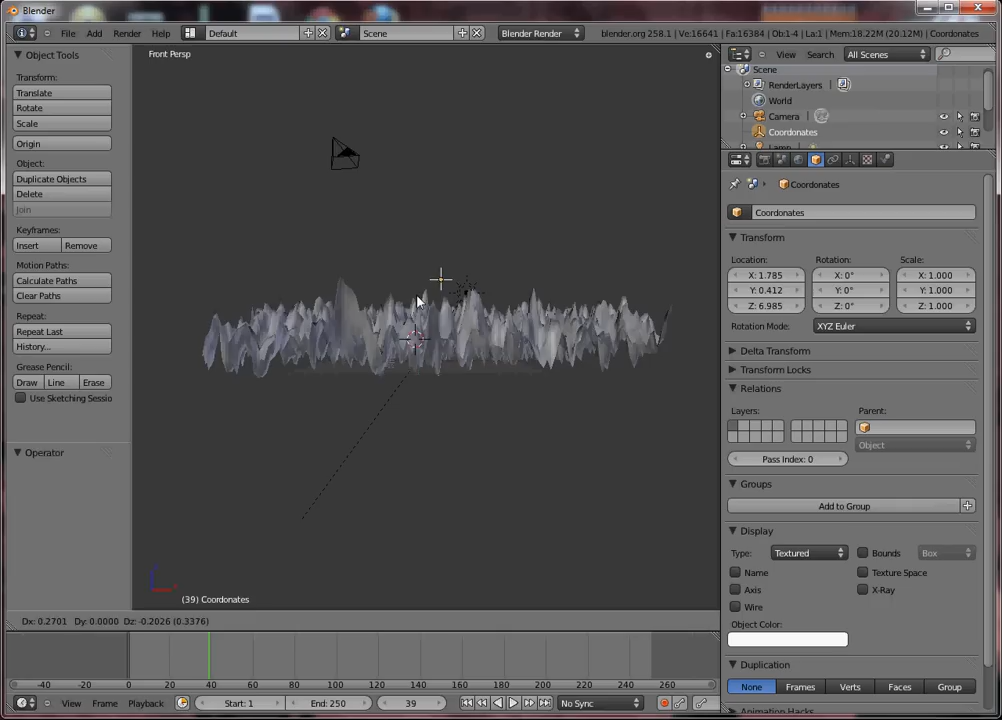 Blender
File Add Render Help Default Scene Blender Render blender.org 258.1 | Ve:16641 | Fa:16384 | Ob:1-4 | La:1 | Mem:18.22M (20.12M) | Coordonates
Object Tools
Transform:
Translate
Rotate
Scale
Origin
Object:
Duplicate Objects
Delete
Join
Keyframes:
Insert Remove
Motion Paths:
Calculate Paths
Clear Paths
Repeat:
Repeat Last
History...
Grease Pencil:
Draw Line Erase
Use Sketching Sessio
Operator
Front Persp
(39) Coordonates
Dx: 0.2701 Dy: 0.0000 Dz: -0.2026 (0.3376)
View Search All Scenes
Scene
RenderLayers
World
Camera
Coordonates
Lamp
Coordonates
Coordonates
Transform
Location: Rotation: Scale:
X: 1.785 X: 0° X: 1.000
Y: 0.412 Y: 0° Y: 1.000
Z: 6.985 Z: 0° Z: 1.000
Rotation Mode: XYZ Euler
Delta Transform
Transform Locks
Relations
Layers: Parent:
Object
Pass Index: 0
Groups
Add to Group
Display
Type: Textured Bounds Box
Name Texture Space
Axis X-Ray
Wire
Object Color:
Duplication
None Frames Verts Faces Group
-40 -20 0 20 40 60 80 100 120 140 160 180 200 220 240 260
View Frame Playback Start: 1 End: 250 39 No Sync